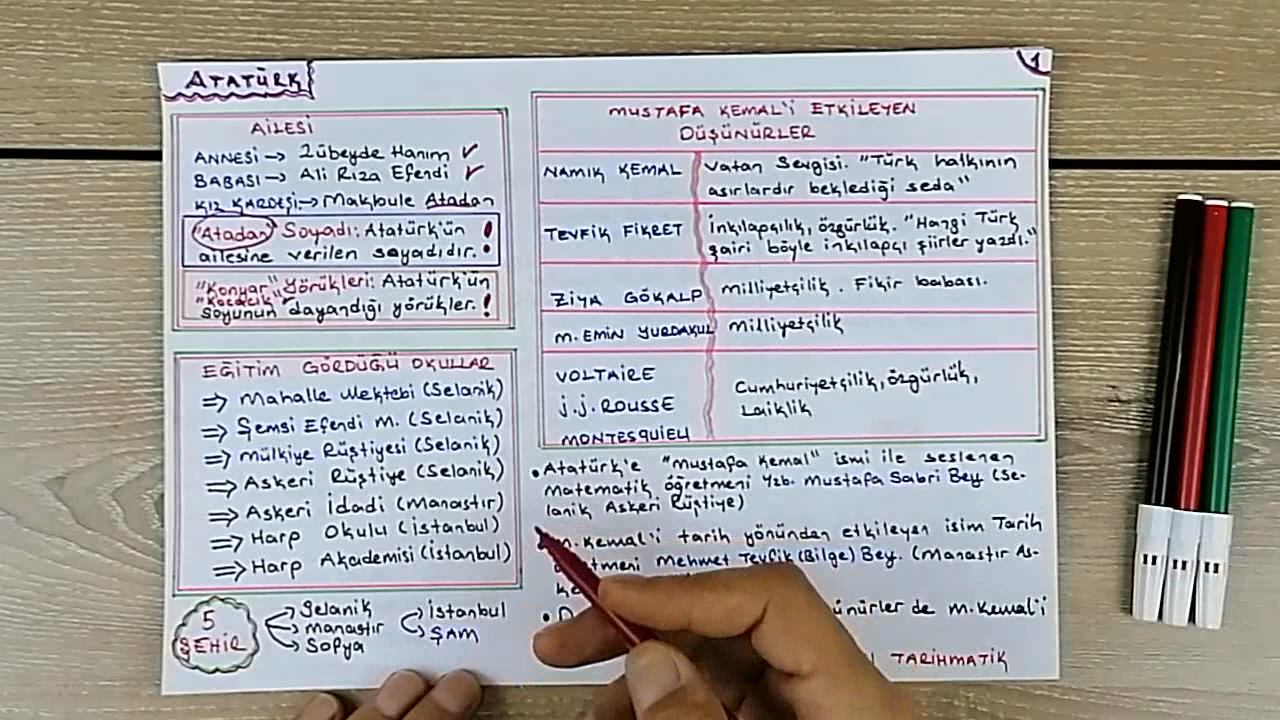 ATATÜRK
1
AİLESİ
ANNESİ → Zübeyde Hanım ✓
BABASI → Ali Rıza Efendi ✓
KIZ KARDEŞİ → Makbule Atadan
"Atadan" Soyadı: Atatürk'ün
ailesine verilen soyadıdır. !
"Konyar" Yörükleri: Atatürk'ün
"Kocacık"
soyunun dayandığı yörükler. !
EĞİTİM GÖRDÜĞÜ OKULLAR
⇒ Mahalle Mektebi (Selanik)
⇒ Şemsi Efendi M. (Selanik)
⇒ Mülkiye Rüştiyesi (Selanik)
⇒ Askeri Rüştiye (Selanik)
⇒ Askeri İdadi (Manastır)
⇒ Harp Okulu (İstanbul)
⇒ Harp Akademisi (İstanbul)
5
ŞEHİR
Selanik
Manastır
Sofya
İstanbul
ŞAM
MUSTAFA KEMAL'İ ETKİLEYEN
DÜŞÜNÜRLER
NAMIK KEMAL
Vatan Sevgisi. "Türk halkının
asırlardır beklediği seda"
TEVFİK FİKRET
İnkılapçılık, özgürlük. "Hangi Türk
şairi böyle inkılapçı şiirler yazdı."
ZİYA GÖKALP
Milliyetçilik. Fikir babası.
M. EMİN YURDAKUL
Milliyetçilik
VOLTAIRE
J.J. ROUSSE
MONTESQUİEU
Cumhuriyetçilik, özgürlük,
Laiklik
• Atatürk'e "Mustafa Kemal" ismi ile seslenen
Matematik öğretmeni Yzb. Mustafa Sabri Bey (Se-
lanik Askeri Rüştiye)
M. Kemal'i tarih yönünden etkileyen isim Tarih
Mehmet Tevfik (Bilge) Bey. (Manastır As-
• de M. Kemal'i
TARİHMATİK